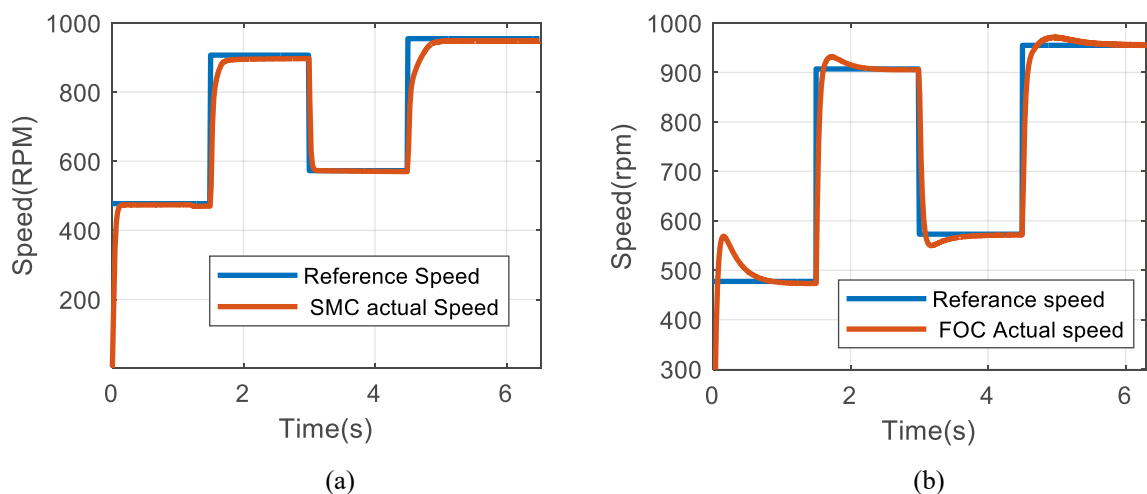 1000
800
600
400
200
0
2
4
6
Speed(RPM)
Time(s)
Reference Speed
SMC actual Speed
(a)
1000
900
800
700
600
500
400
300
0
2
4
6
Speed(rpm)
Time(s)
Referance speed
FOC Actual speed
(b)